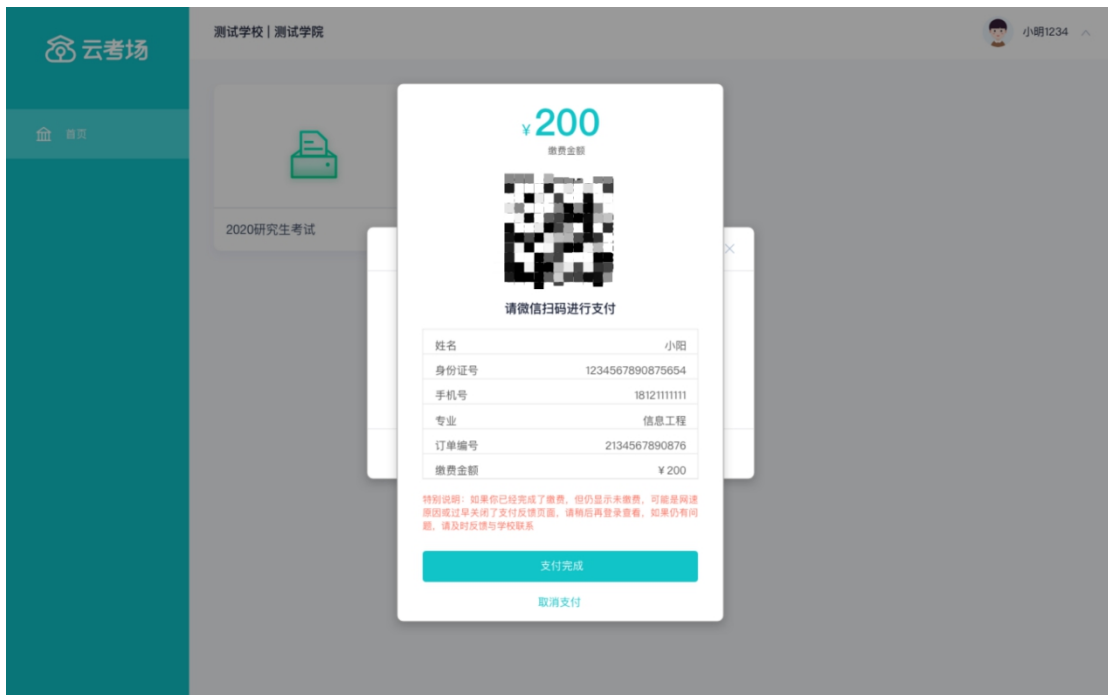 云考场
测试学校 | 测试学院
小明1234
首页
2020研究生考试
¥200
缴费金额
请微信扫码进行支付
姓名 小阳
身份证号 1234567890875654
手机号 18121111111
专业 信息工程
订单编号 2134567890876
缴费金额 ¥ 200
特别说明：如果你已经完成了缴费，但仍显示未缴费，可能是网速
原因或过早关闭了支付反馈页面，请稍后再登录查看，如果仍有问
题，请及时反馈与学校联系
支付完成
取消支付